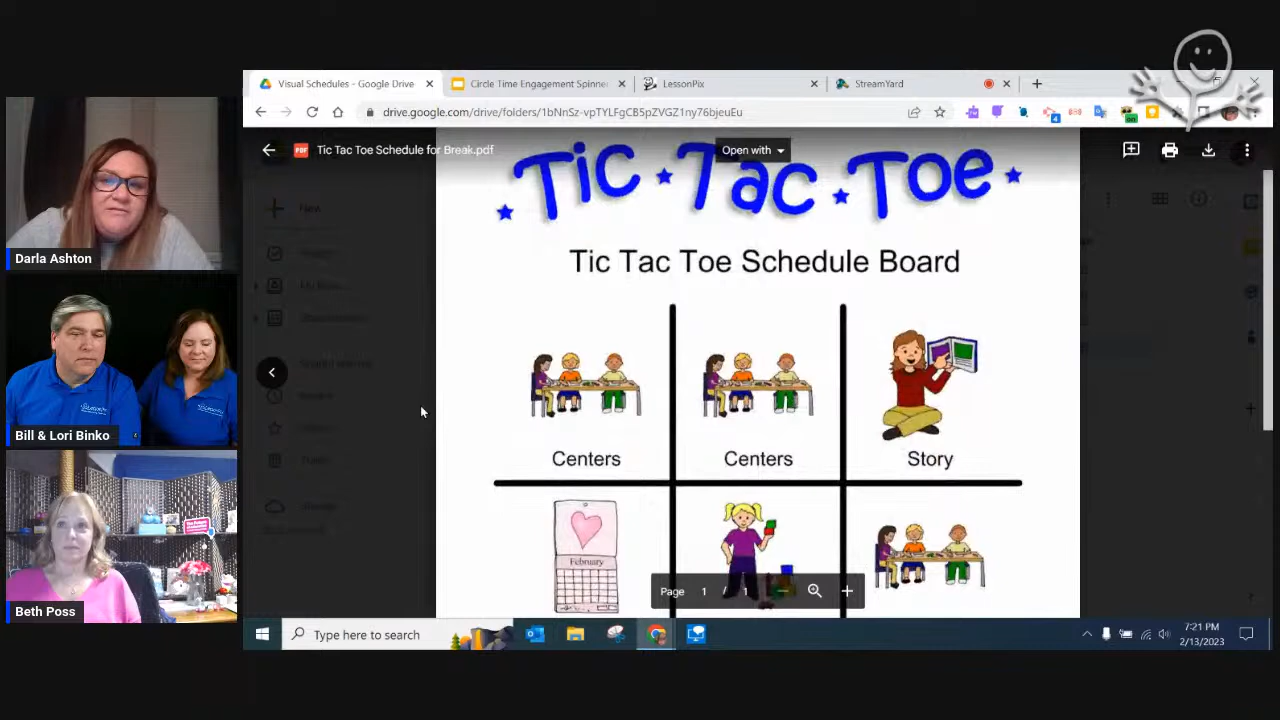 Visual Schedules - Google Drive
Circle Time Engagement Spinner
LessonPix
StreamYard
drive.google.com/drive/folders/1bNnSz-vpTYLFgCB5pZVGZ1ny76bjeuEu
Tic Tac Toe Schedule for Break.pdf
Open with
New
Tic Tac Toe
Tic Tac Toe Schedule Board
Centers
Centers
Story
February
Page 1 / 1
Darla Ashton
Bill & Lori Binko
Beth Poss
Type here to search
7:21 PM
2/13/2023